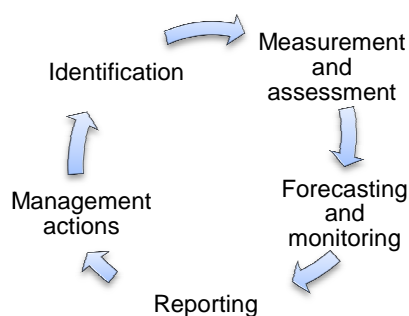 Identification
Measurement
and
assessment
Forecasting
and
monitoring
Reporting
Management
actions